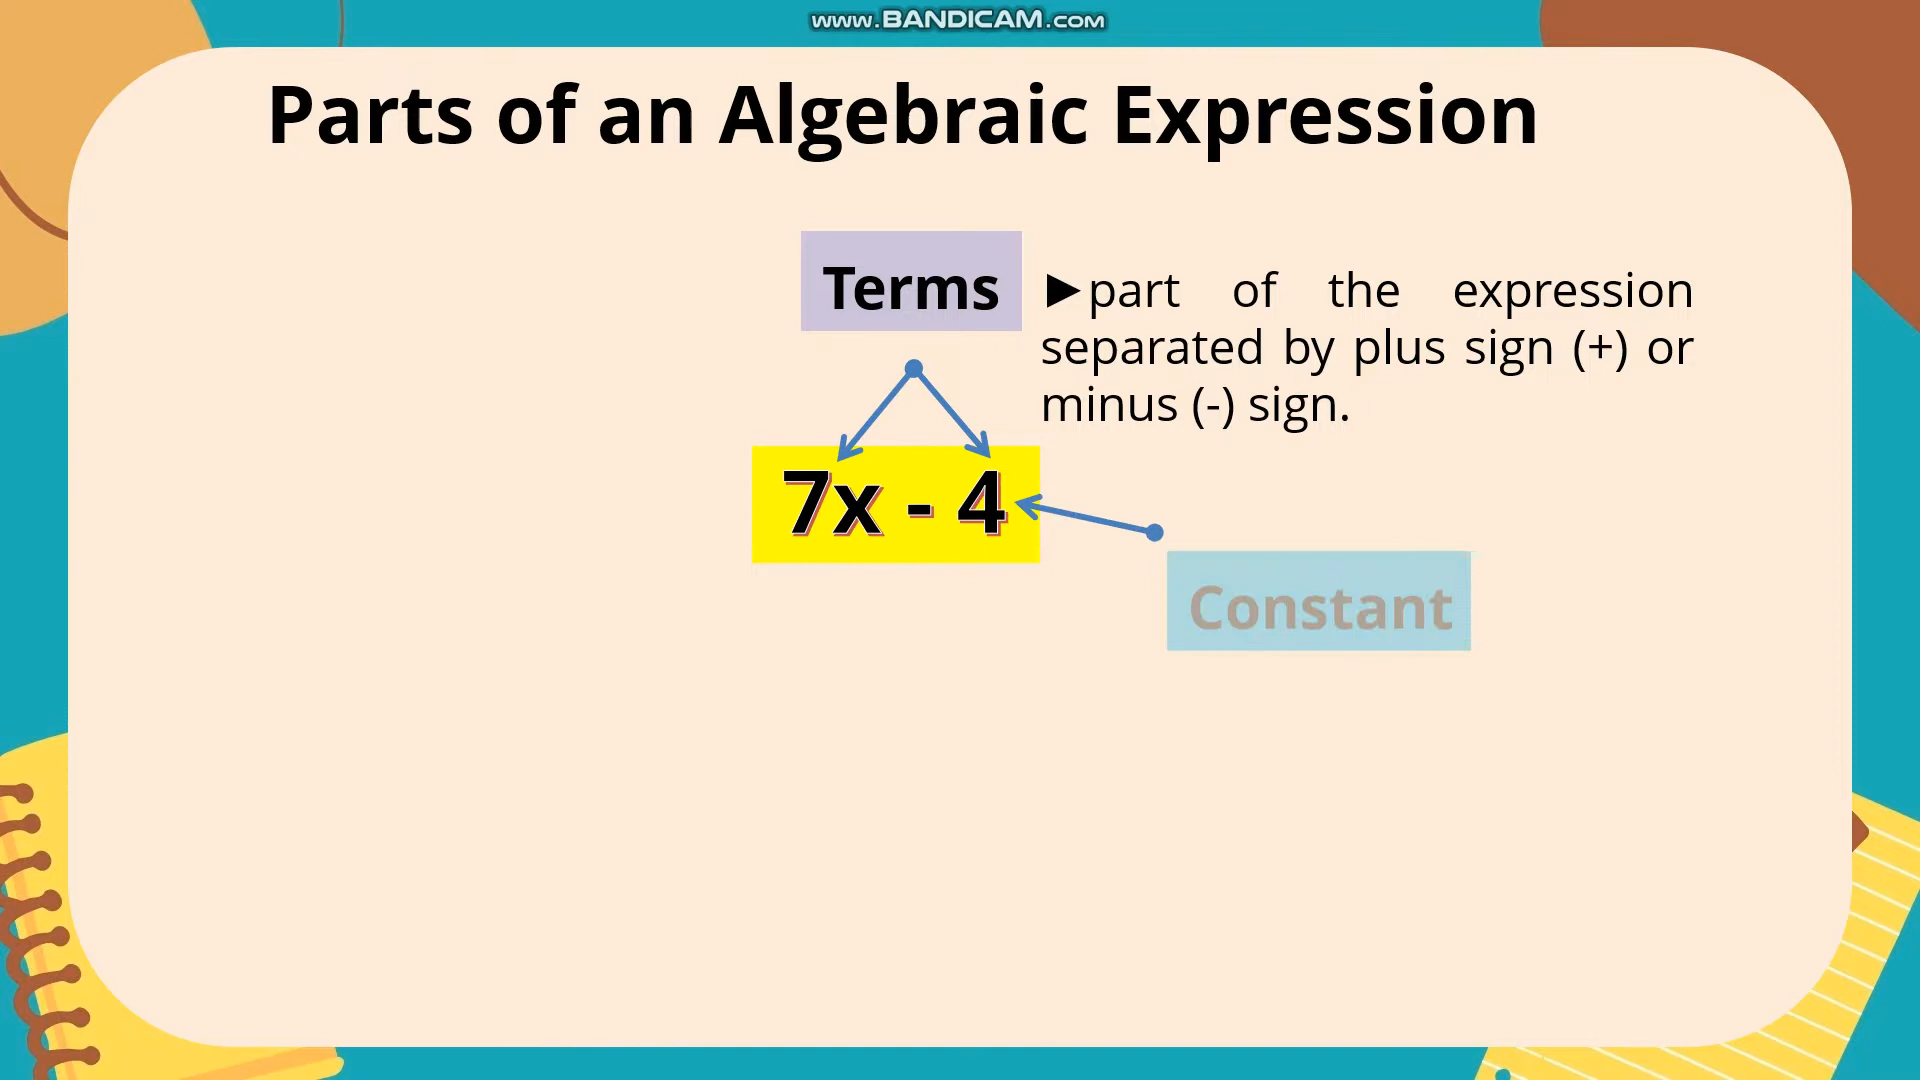 www.BANDICAM.com
Parts of an Algebraic Expression
Terms
►part of the expression
separated by plus sign (+) or
minus (-) sign.
7x - 4
Constant